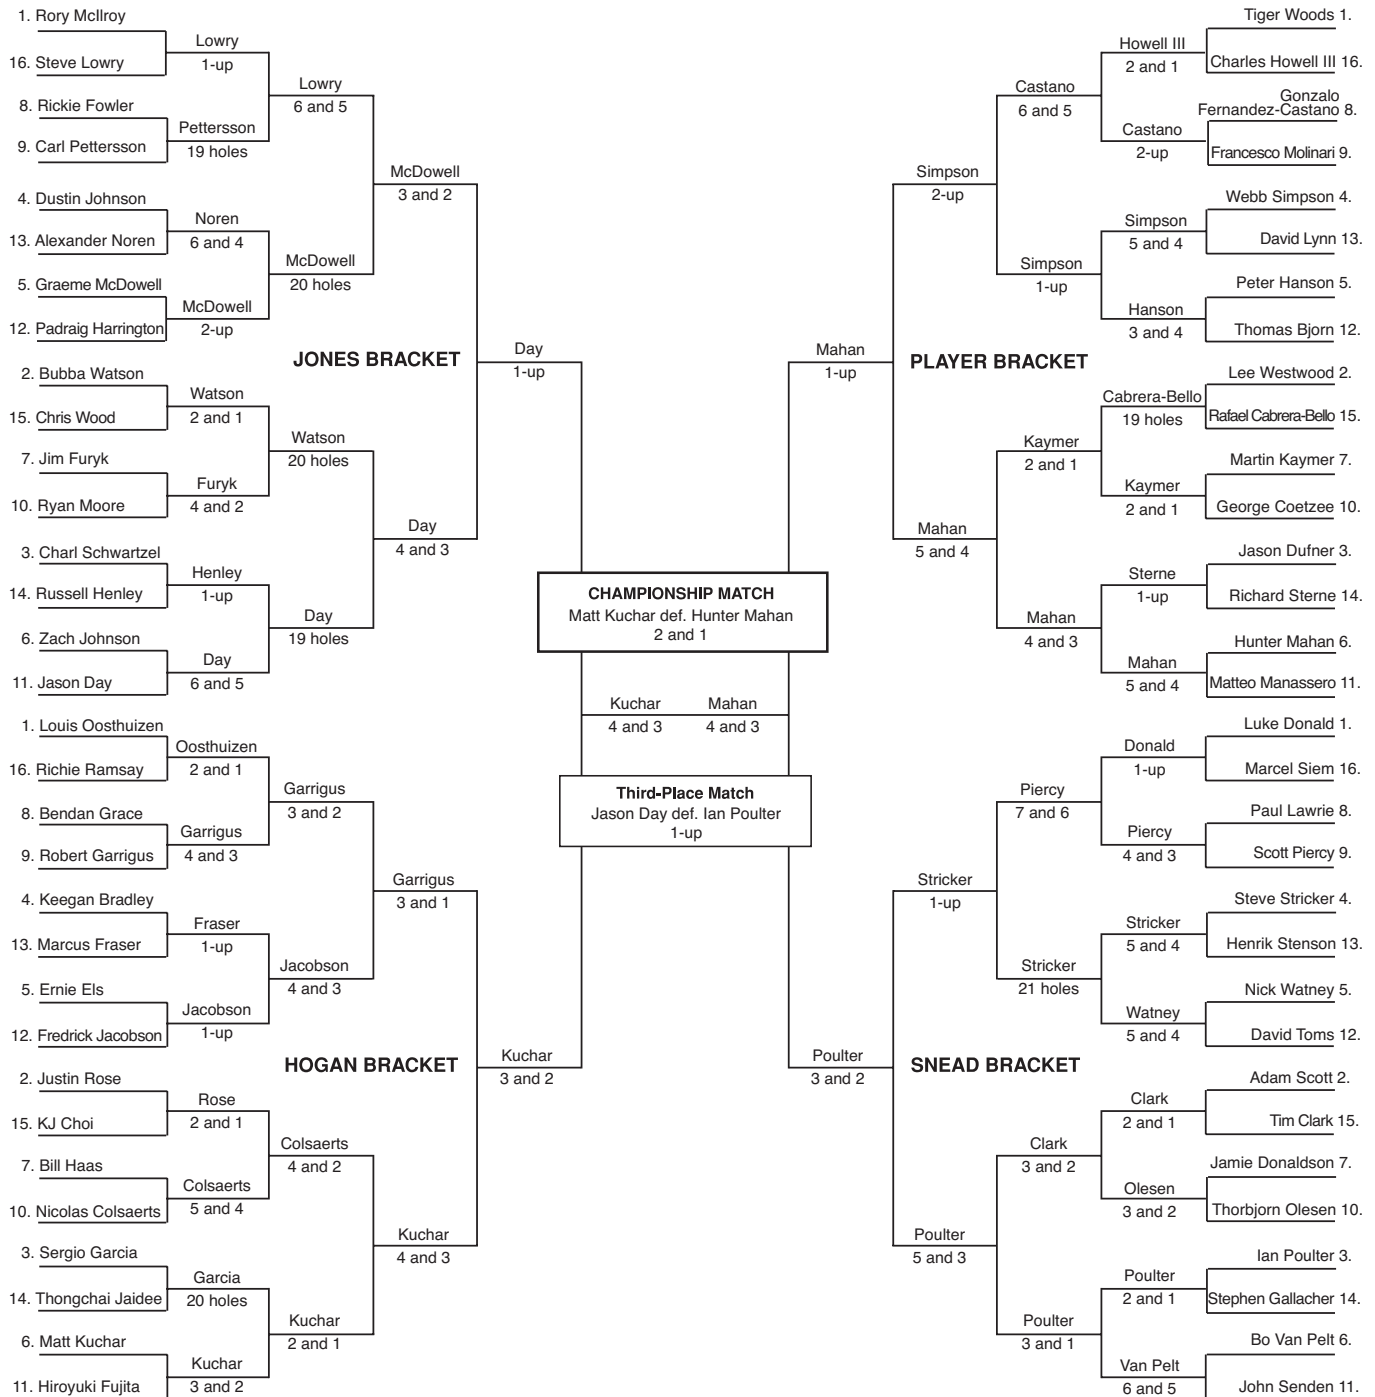 1. Rory McIlroy
16. Steve Lowry
8. Rickie Fowler
9. Carl Pettersson
4. Dustin Johnson
13. Alexander Noren
5. Graeme McDowell
12. Padraig Harrington
2. Bubba Watson
15. Chris Wood
7. Jim Furyk
10. Ryan Moore
3. Charl Schwartzel
14. Russell Henley
6. Zach Johnson
11. Jason Day
Lowry
1-up
Pettersson
19 holes
Noren
6 and 4
McDowell
2-up
Watson
2 and 1
Furyk
4 and 2
Henley
1-up
Day
6 and 5
Lowry
6 and 5
McDowell
20 holes
Watson
20 holes
Day
19 holes
McDowell
3 and 2
Day
4 and 3
JONES BRACKET
Day
1-up
1. Louis Oosthuizen
16. Richie Ramsay
8. Bendan Grace
9. Robert Garrigus
4. Keegan Bradley
13. Marcus Fraser
5. Ernie Els
12. Fredrick Jacobson
2. Justin Rose
15. KJ Choi
7. Bill Haas
10. Nicolas Colsaerts
3. Sergio Garcia
14. Thongchai Jaidee
6. Matt Kuchar
11. Hiroyuki Fujita
Oosthuizen
2 and 1
Garrigus
4 and 3
Fraser
1-up
Jacobson
1-up
Rose
2 and 1
Colsaerts
5 and 4
Garcia
20 holes
Kuchar
3 and 2
Garrigus
3 and 2
Jacobson
4 and 3
Colsaerts
4 and 2
Kuchar
2 and 1
Garrigus
3 and 1
Kuchar
4 and 3
HOGAN BRACKET
Kuchar
3 and 2
CHAMPIONSHIP MATCH
Matt Kuchar def. Hunter Mahan
2 and 1
Kuchar
4 and 3
Mahan
4 and 3
Third-Place Match
Jason Day def. Ian Poulter
1-up
Mahan
1-up
PLAYER BRACKET
Simpson
2-up
Mahan
5 and 4
Castano
6 and 5
Simpson
1-up
Kaymer
2 and 1
Mahan
4 and 3
Howell III
2 and 1
Castano
2-up
Simpson
5 and 4
Hanson
3 and 4
Cabrera-Bello
19 holes
Kaymer
2 and 1
Sterne
1-up
Mahan
5 and 4
Tiger Woods 1.
Charles Howell III 16.
Gonzalo
Fernandez-Castano 8.
Francesco Molinari 9.
Webb Simpson 4.
David Lynn 13.
Peter Hanson 5.
Thomas Bjorn 12.
Lee Westwood 2.
Rafael Cabrera-Bello 15.
Martin Kaymer 7.
George Coetzee 10.
Jason Dufner 3.
Richard Sterne 14.
Hunter Mahan 6.
Matteo Manassero 11.
Poulter
3 and 2
SNEAD BRACKET
Stricker
1-up
Poulter
5 and 3
Piercy
7 and 6
Stricker
21 holes
Clark
3 and 2
Poulter
3 and 1
Donald
1-up
Piercy
4 and 3
Stricker
5 and 4
Watney
5 and 4
Clark
2 and 1
Olesen
3 and 2
Poulter
2 and 1
Van Pelt
6 and 5
Luke Donald 1.
Marcel Siem 16.
Paul Lawrie 8.
Scott Piercy 9.
Steve Stricker 4.
Henrik Stenson 13.
Nick Watney 5.
David Toms 12.
Adam Scott 2.
Tim Clark 15.
Jamie Donaldson 7.
Thorbjorn Olesen 10.
Ian Poulter 3.
Stephen Gallacher 14.
Bo Van Pelt 6.
John Senden 11.